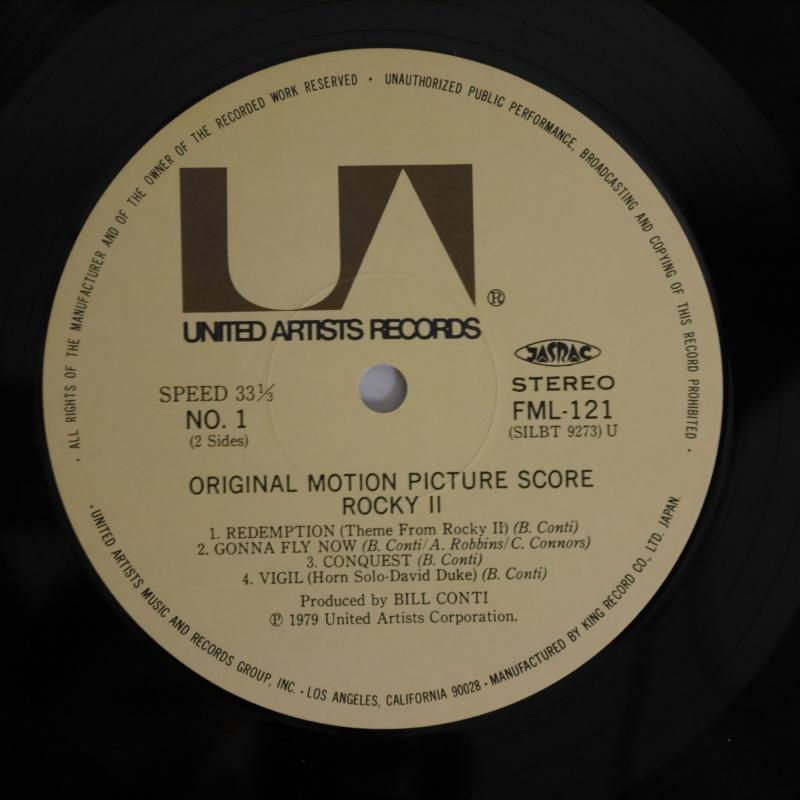 · ALL RIGHTS OF THE MANUFACTURER AND OF THE OWNER OF THE RECORDED WORK RESERVED · UNAUTHORIZED PUBLIC PERFORMANCE, BROADCASTING AND COPYING OF THIS RECORD PROHIBITED ·
UA
®
UNITED ARTISTS RECORDS
JASRAC
SPEED 33⅓
STEREO
NO. 1
FML-121
(2 Sides)
(SILBT 9273) U
ORIGINAL MOTION PICTURE SCORE
ROCKY II
1. REDEMPTION (Theme From Rocky II) (B. Conti)
2. GONNA FLY NOW (B. Conti/A. Robbins/C. Connors)
3. CONQUEST (B. Conti)
4. VIGIL (Horn Solo-David Duke) (B. Conti)
Produced by BILL CONTI
℗ 1979 United Artists Corporation.
· UNITED ARTISTS MUSIC AND RECORDS GROUP, INC. · LOS ANGELES, CALIFORNIA 90028 · MANUFACTURED BY KING RECORD CO., LTD. JAPAN.